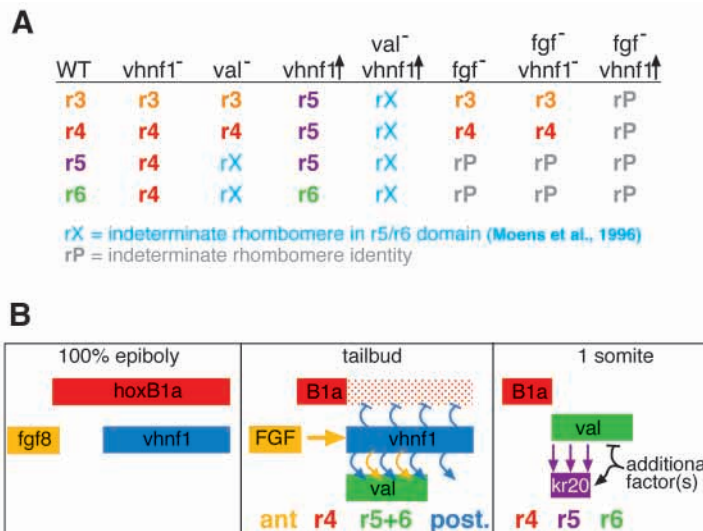 A
val⁻ fgf⁻ fgf⁻
WT vhnf1⁻ val⁻ vhnf1↑ vhnf1↑ fgf⁻ vhnf1⁻ vhnf1↑
r3 r3 r3 r5 rX r3 r3 rP
r4 r4 r4 r5 rX r4 r4 rP
r5 r4 rX r5 rX rP rP rP
r6 r4 rX r6 rX rP rP rP
rX = indeterminate rhombomere in r5/r6 domain (Moens et al., 1996)
rP = indeterminate rhombomere identity
B
100% epiboly
hoxB1a
fgf8 vhnf1
tailbud
B1a
FGF vhnf1
val
ant r4 r5+6 post.
1 somite
B1a
val
kr20
additiona
factor(s)
r4 r5 r6